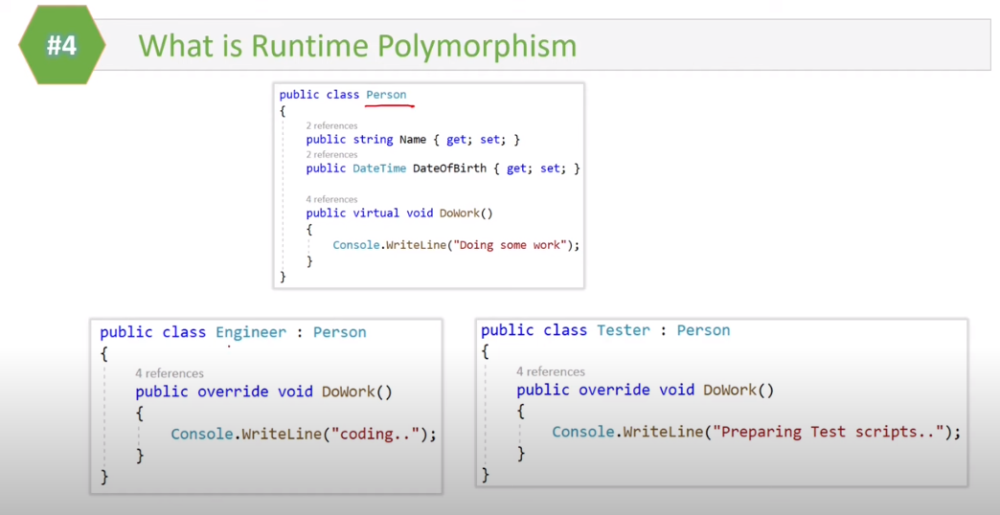 #4
What is Runtime Polymorphism
public class Person
{
2 references
public string Name { get; set; }
2 references
public DateTime DateOfBirth { get; set; }
4 references
public virtual void DoWork()
{
Console.WriteLine("Doing some work");
}
}
public class Engineer : Person
{
4 references
public override void DoWork()
{
Console.WriteLine("coding..");
}
}
public class Tester : Person
{
4 references
public override void DoWork()
{
Console.WriteLine("Preparing Test scripts..");
}
}